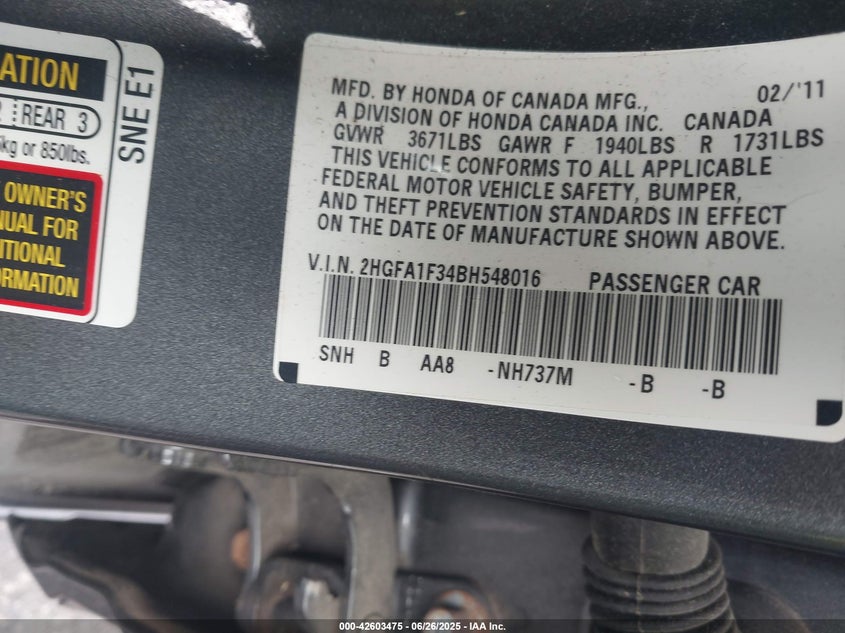 ATION
REAR 3
kg or 850lbs.
OWNER'S
NUAL FOR
ITIONAL
FORMATION
SNE E1
MFD. BY HONDA OF CANADA MFG., 02/'11
A DIVISION OF HONDA CANADA INC. CANADA
GVWR 3671LBS GAWR F 1940LBS R 1731LBS
THIS VEHICLE CONFORMS TO ALL APPLICABLE
FEDERAL MOTOR VEHICLE SAFETY, BUMPER,
AND THEFT PREVENTION STANDARDS IN EFFECT
ON THE DATE OF MANUFACTURE SHOWN ABOVE.
V.I.N. 2HGFA1F34BH548016 PASSENGER CAR
SNH B AA8 -NH737M -B -B
000-42603475 - 06/26/2025 - IAA Inc.